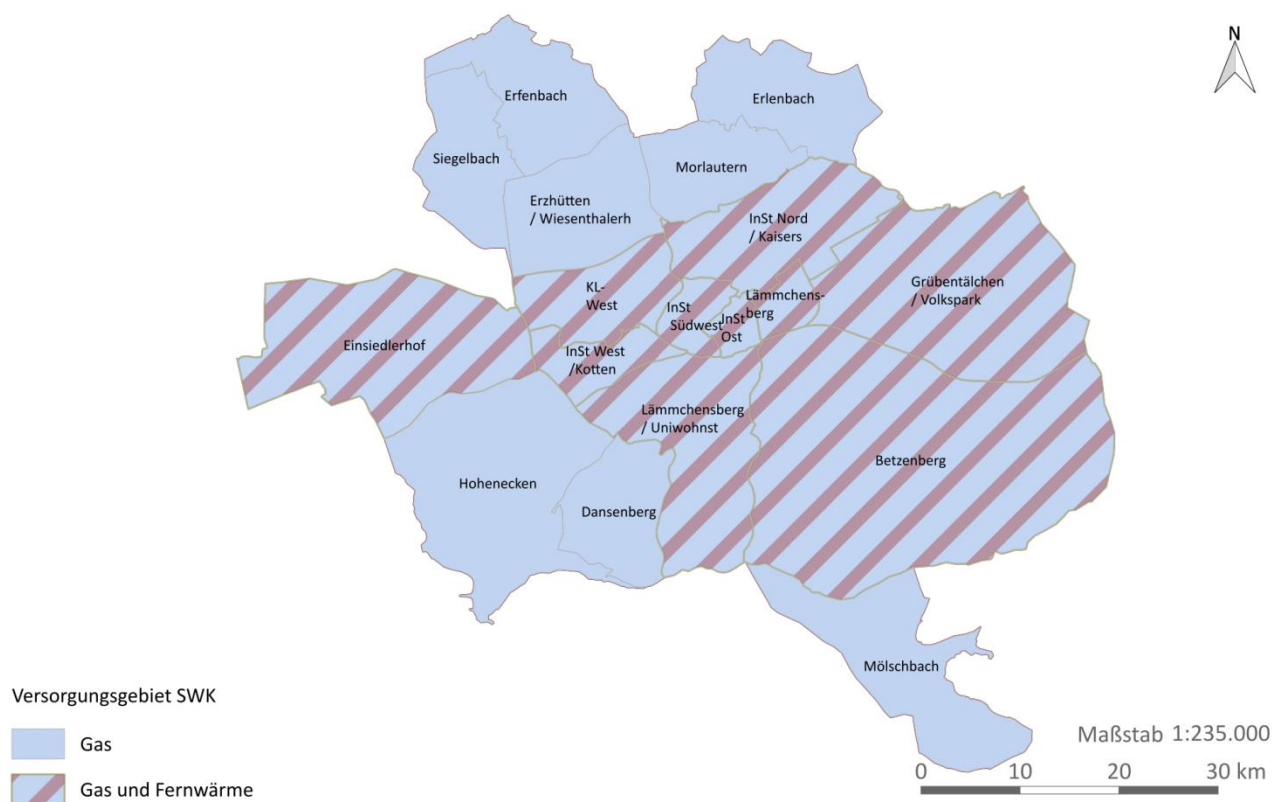 N
Erfenbach
Erlenbach
Siegelbach
Morlautern
Erzhütten
/ Wiesenthalerh
InSt Nord
/ Kaisers
Grübentälchen
/ Volkspark
KL-
West
Lämmchens-
berg
InSt
Südwest
InSt
Ost
Einsiedlerhof
InSt West
/Kotten
Lämmchensberg
/ Uniwohnst
Betzenberg
Hohenecken
Dansenberg
Mölschbach
Versorgungsgebiet SWK
Gas
Gas und Fernwärme
Maßstab 1:235.000
0 10 20 30 km